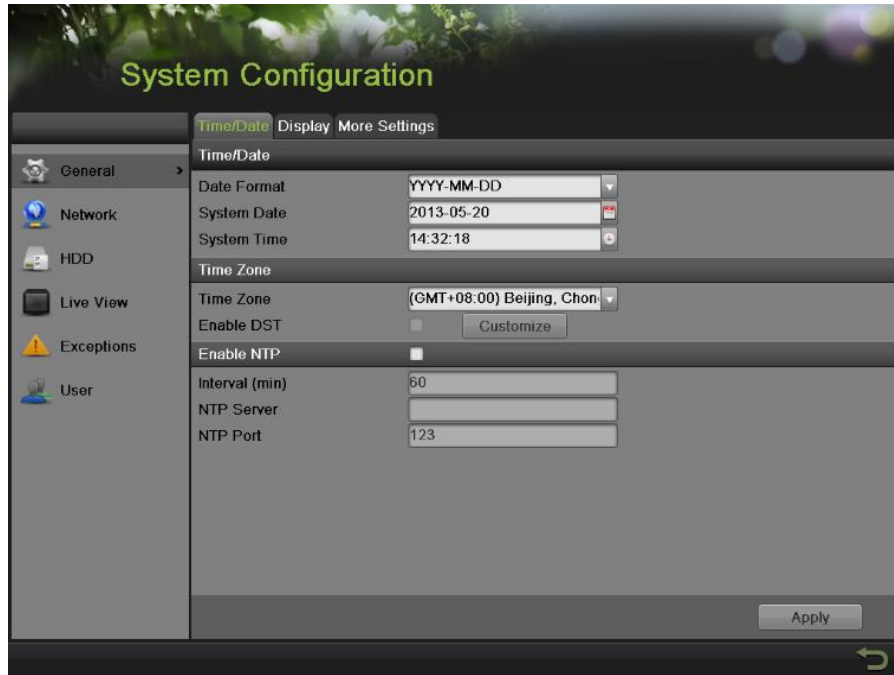 System Configuration
Time/Date Display More Settings
General
Network
HDD
Live View
Exceptions
User
Time/Date
Date Format YYYY-MM-DD
System Date 2013-05-20
System Time 14:32:18
Time Zone
Time Zone (GMT+08:00) Beijing, Chon
Enable DST Customize
Enable NTP
Interval (min) 60
NTP Server
NTP Port 123
Apply